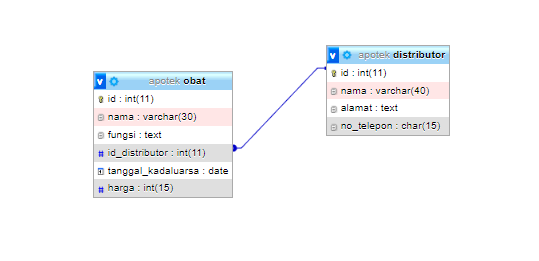 apotek obat
id : int(11)
nama : varchar(30)
fungsi : text
id_distributor : int(11)
tanggal_kadaluarsa : date
harga : int(15)
apotek distributor
id : int(11)
nama : varchar(40)
alamat : text
no_telepon : char(15)